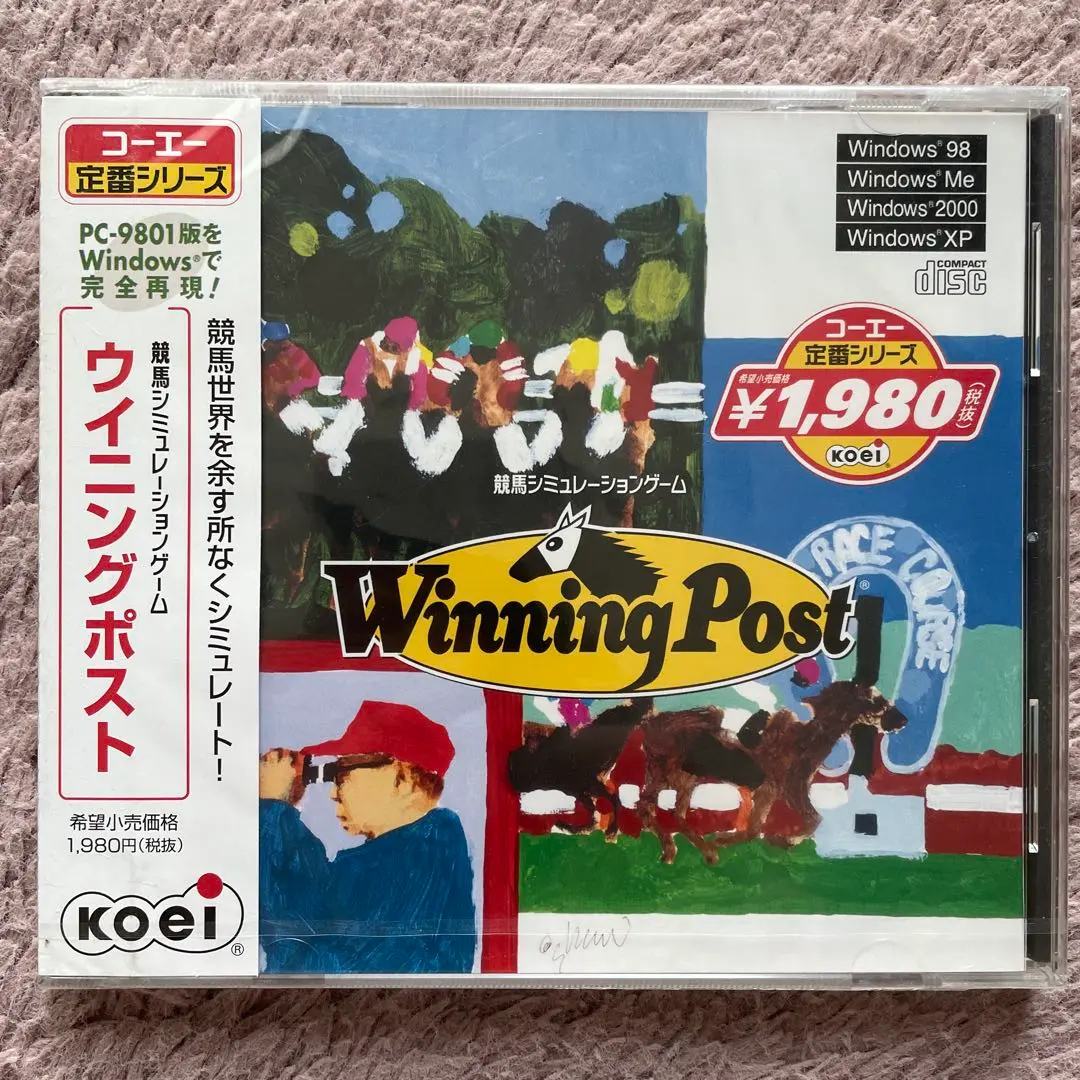 コーエー
定番シリーズ
PC-9801版を
Windows®で
完全再現！
競馬世界を余す所なくシミュレート！
競馬シミュレーションゲーム
ウイニングポスト
希望小売価格
1,980円(税抜)
Koei®
Windows® 98
Windows® Me
Windows® 2000
Windows® XP
COMPACT
disc
コーエー
定番シリーズ
希望小売価格
¥1,980(税抜)
Koei®
競馬シミュレーションゲーム
Winning Post®
RACE COURSE